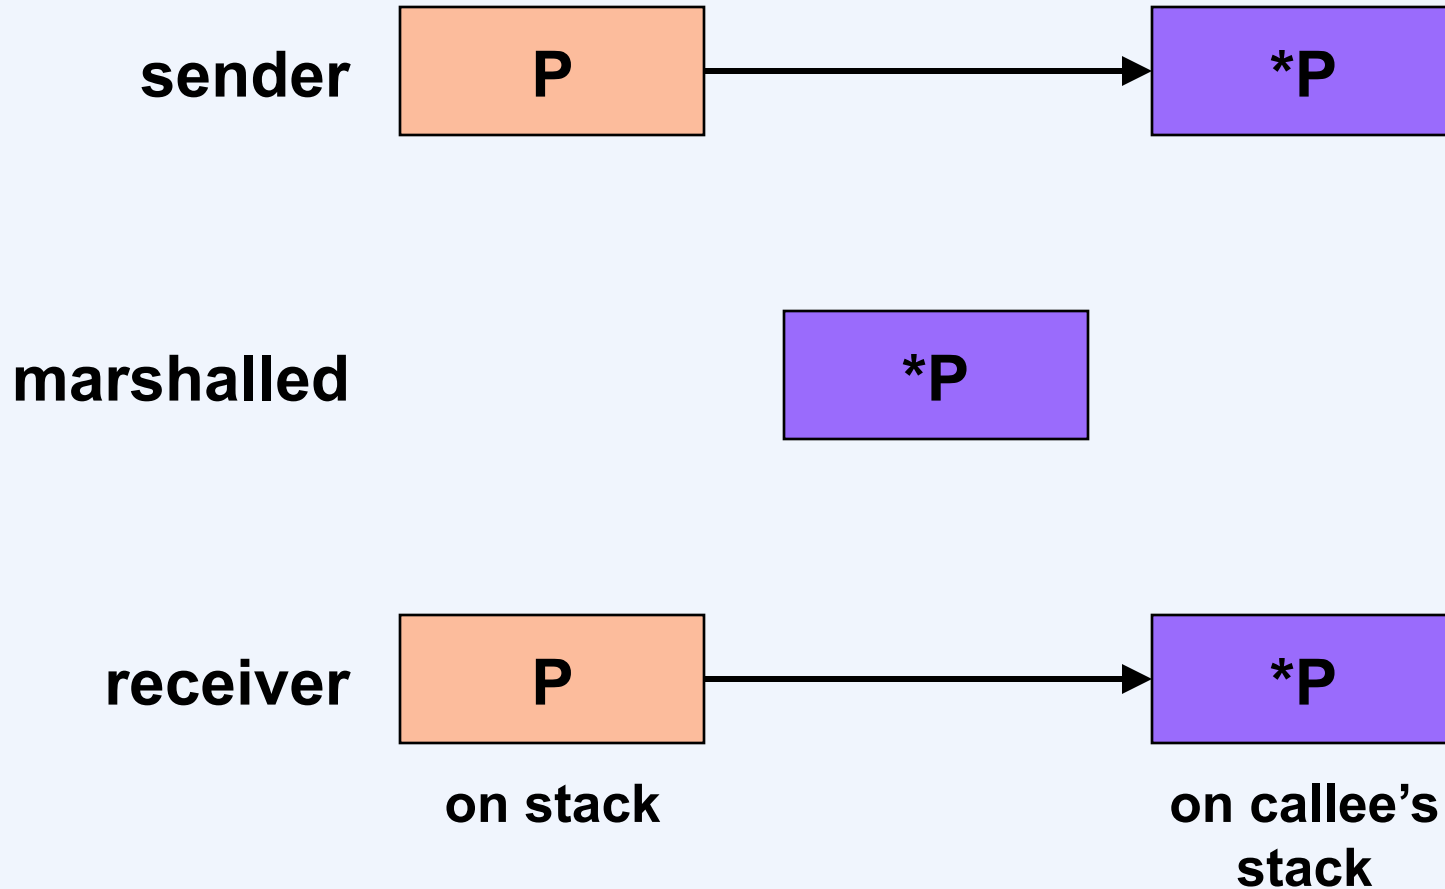 sender P *P
marshalled *P
receiver P *P
on stack
on callee’s
stack